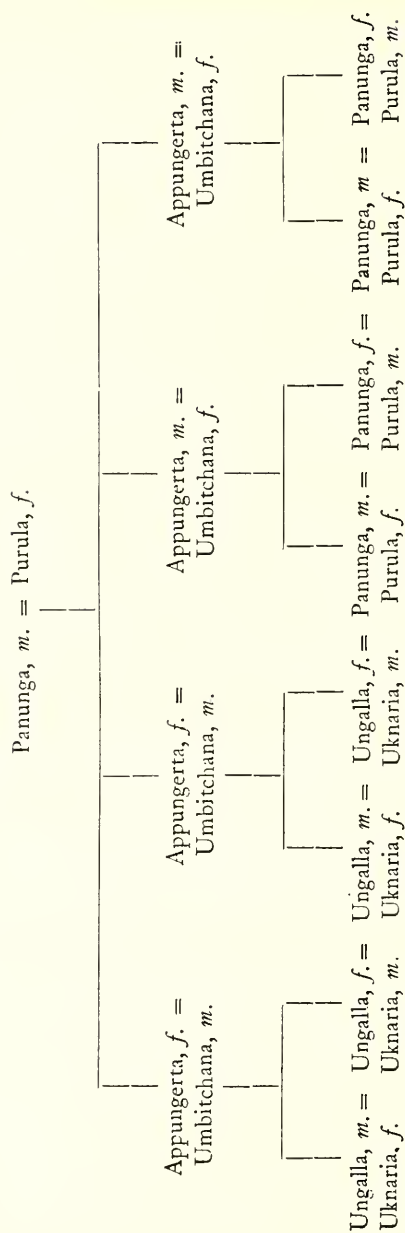 Panunga, m. = Purula, f.
Appungerta, f. =
Umbitchana, m.
Appungerta, f. =
Umbitchana, m.
Appungerta, m. =
Umbitchana, f.
Appungerta, m. =
Umbitchana, f.
Ungalla, m. =
Uknaria, f.
Ungalla, f. =
Uknaria, m.
Ungalla, m. =
Uknaria, f.
Ungalla, f. =
Uknaria, m.
Panunga, m. =
Purula, f.
Panunga, f. =
Purula, m.
Panunga, m =
Purula, f.
Panunga, f.
Purula, m.